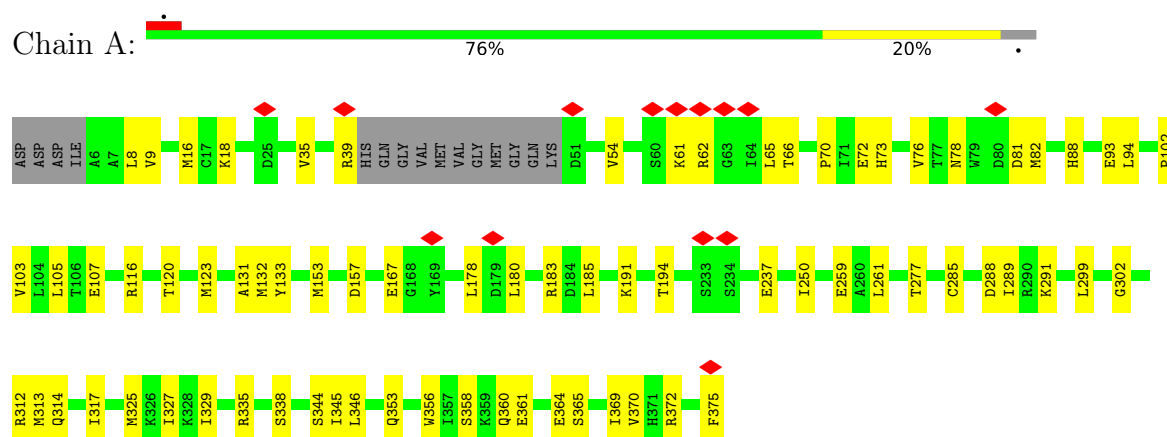 Chain A:
76% 20%
ASP ASP ASP ILE A6 A7 L8 V9 M16 C17 K18 D25 V35 R39 HIS GLN GLY VAL MET VAL GLY MET GLY GLN LYS D51 V54 S60 K61 R62 G63 I64 L65 T66 P70 I71 E72 H73 V76 T77 N78 W79 D80 D81 M82 H88 E93 L94 P102
V103 L104 L105 T106 E107 R116 T120 M123 A131 M132 Y133 M153 D157 E167 G168 Y169 L178 D179 L180 R183 D184 L185 K191 T194 S233 S234 E237 I250 E259 A260 L261 T277 C285 D288 I289 R290 K291 L299 G302
R312 M313 Q314 I317 M325 K326 I327 K328 I329 R335 S338 S344 I345 L346 Q353 W356 I357 S358 K359 Q360 E361 E364 S365 I369 V370 H371 R372 F375